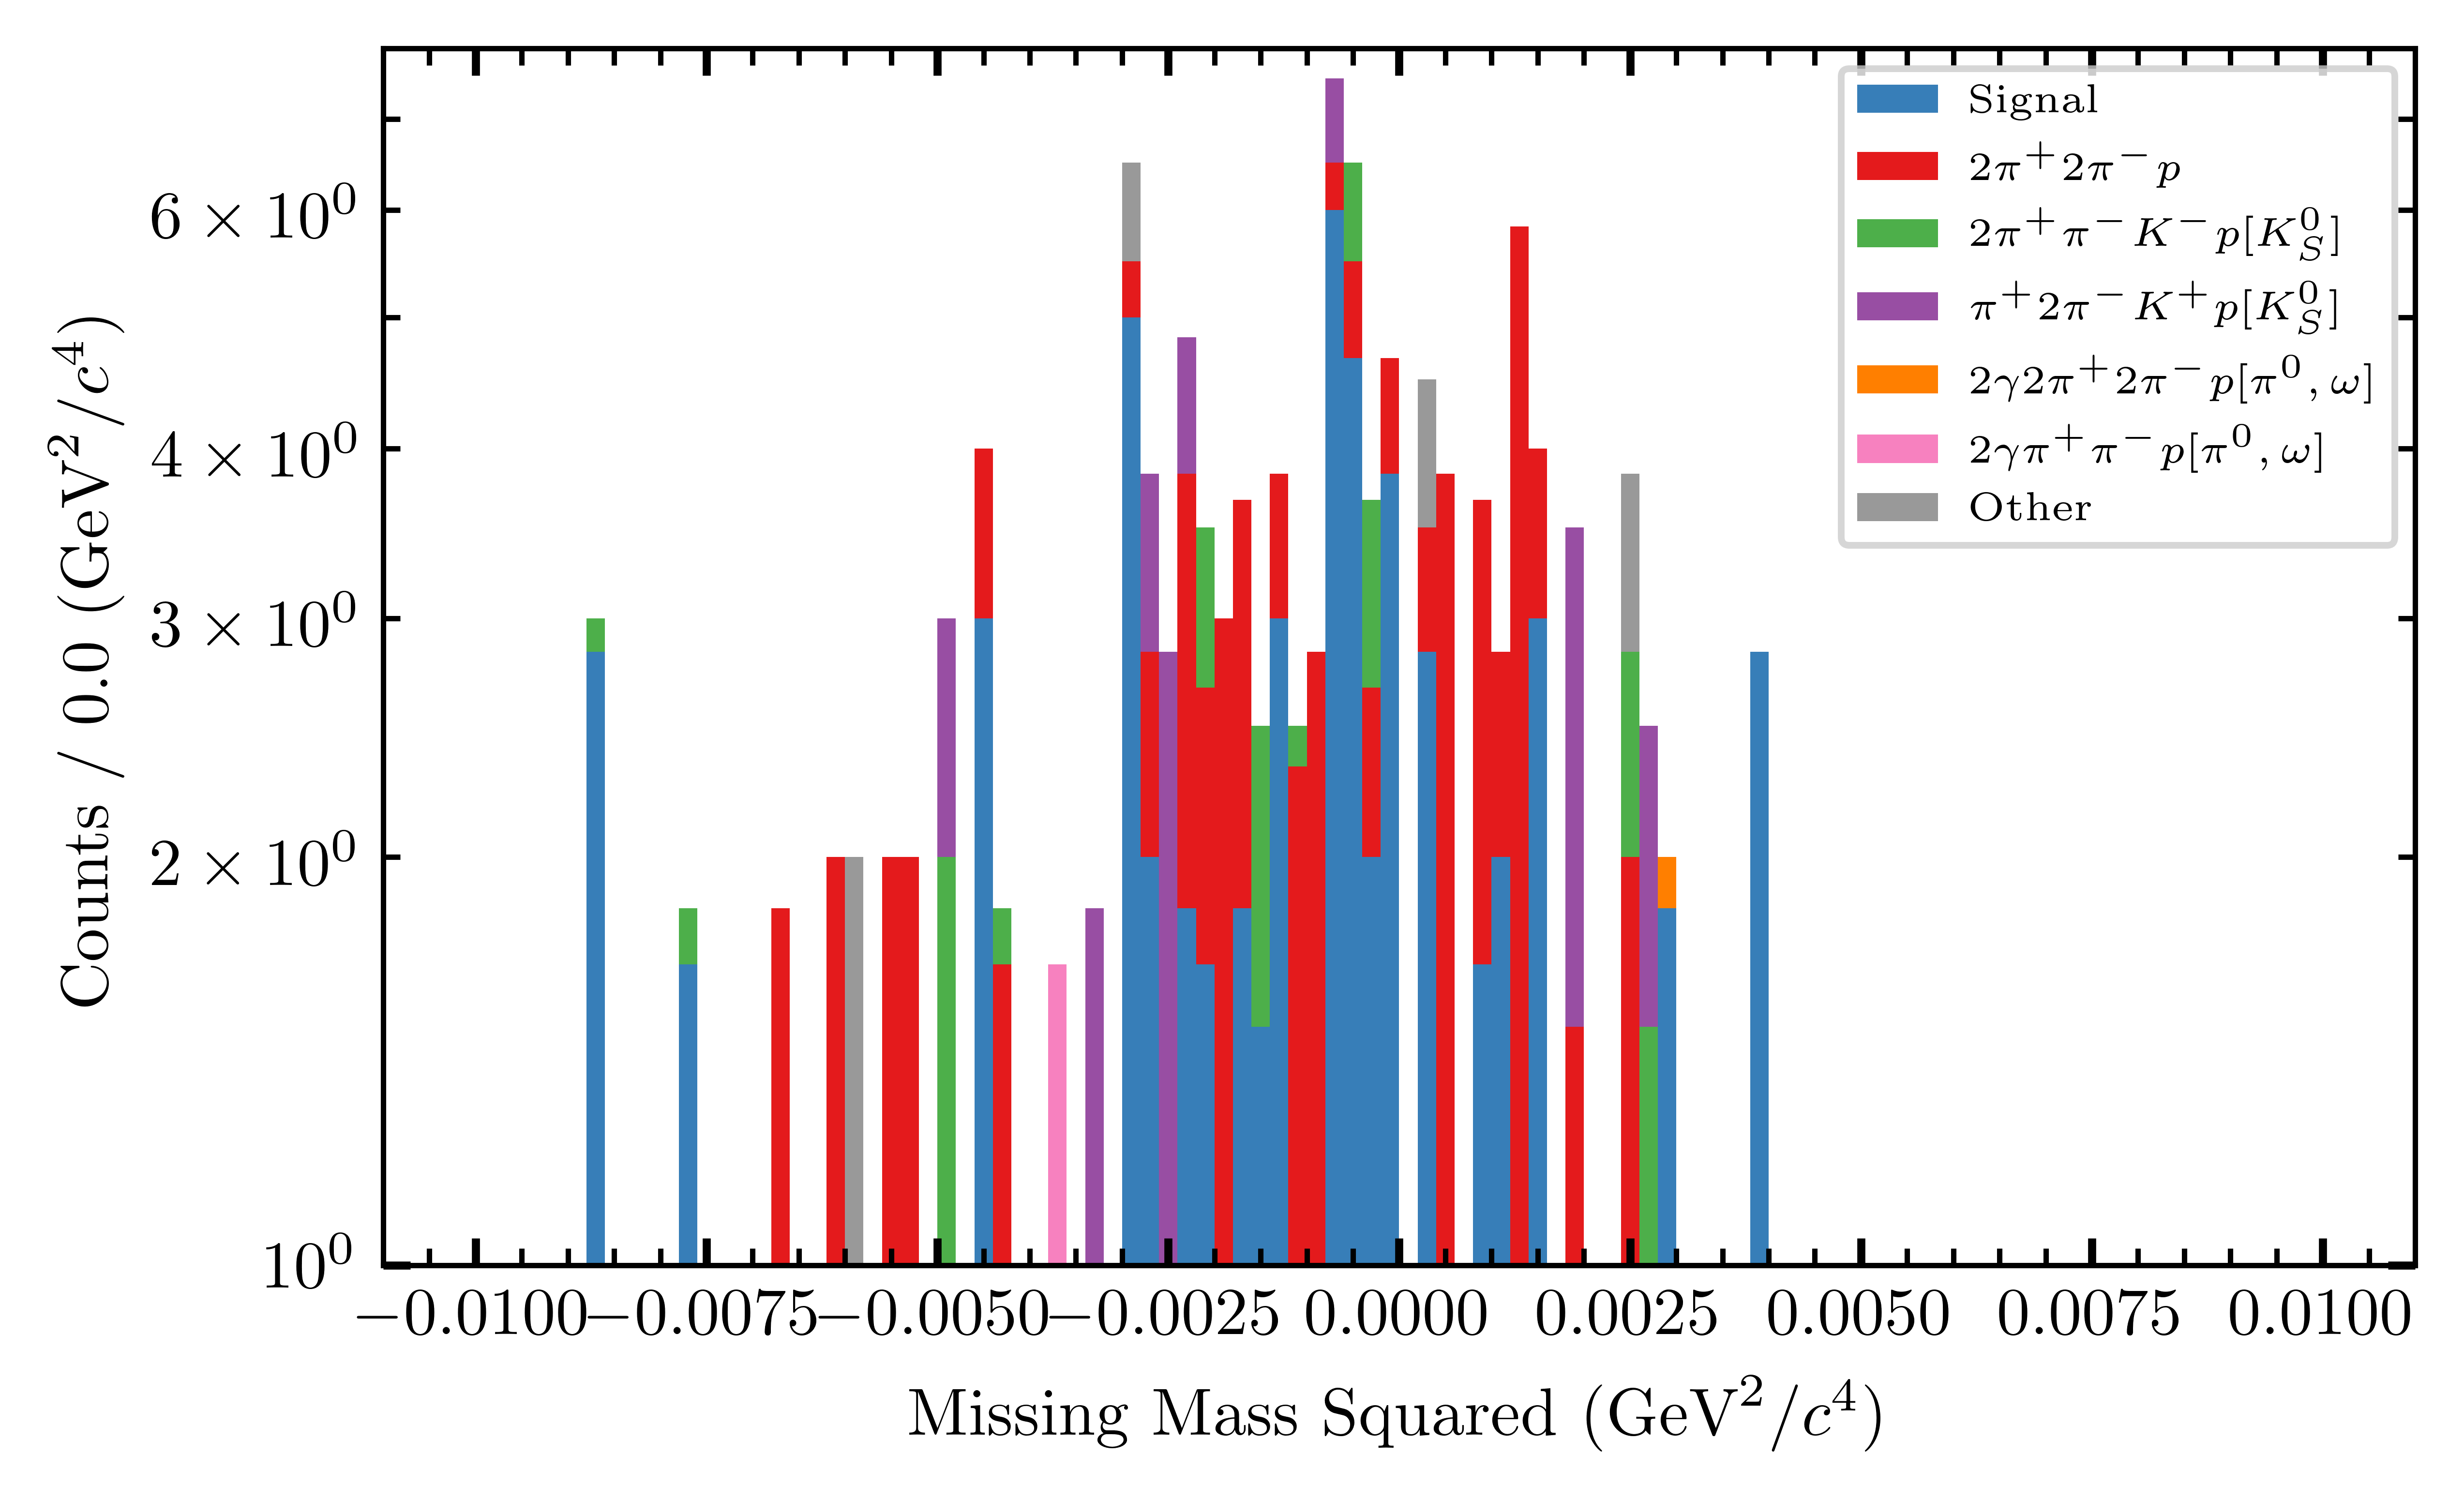 Counts / 0.0 (GeV²/c⁴)
6 × 10⁰
4 × 10⁰
3 × 10⁰
2 × 10⁰
10⁰
Signal
2π⁺2π⁻p
2π⁺π⁻K⁻p[K⁰_S]
π⁺2π⁻K⁺p[K⁰_S]
2γ2π⁺2π⁻p[π⁰, ω]
2γπ⁺π⁻p[π⁰, ω]
Other
−0.0100 −0.0075 −0.0050 −0.0025 0.0000 0.0025 0.0050 0.0075 0.0100
Missing Mass Squared (GeV²/c⁴)